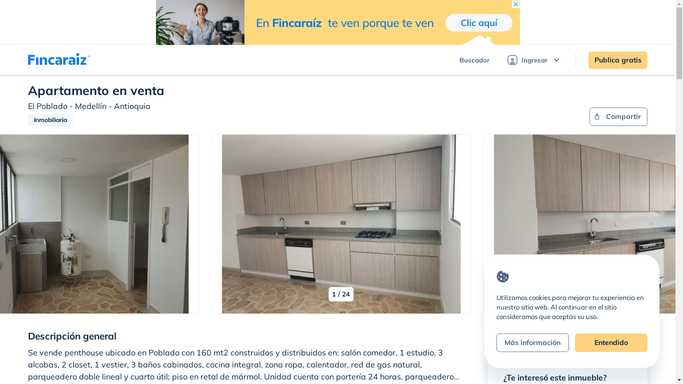 En Fincaraíz te ven porque te ven
Clic aquí
Fincaraíz
Buscador
Ingresar
Publica gratis
Apartamento en venta
El Poblado - Medellín - Antioquia
Inmobiliaria
Compartir
1 / 24
Utilizamos cookies para mejorar tu experiencia en
nuestro sitio web. Al continuar en el sitio
consideramos que aceptas su uso.
Más información
Entendido
Descripción general
Se vende penthouse ubicado en Poblado con 160 mt2 construidos y distribuidos en: salón comedor, 1 estudio, 3
alcobas, 2 closet, 1 vestier, 3 baños cabinados, cocina integral, zona ropa, calentador, red de gas natural,
parqueadero doble lineal y cuarto útil; piso en retal de mármol. Unidad cuenta con portería 24 horas, parqueadero...
¿Te interesó este inmueble?